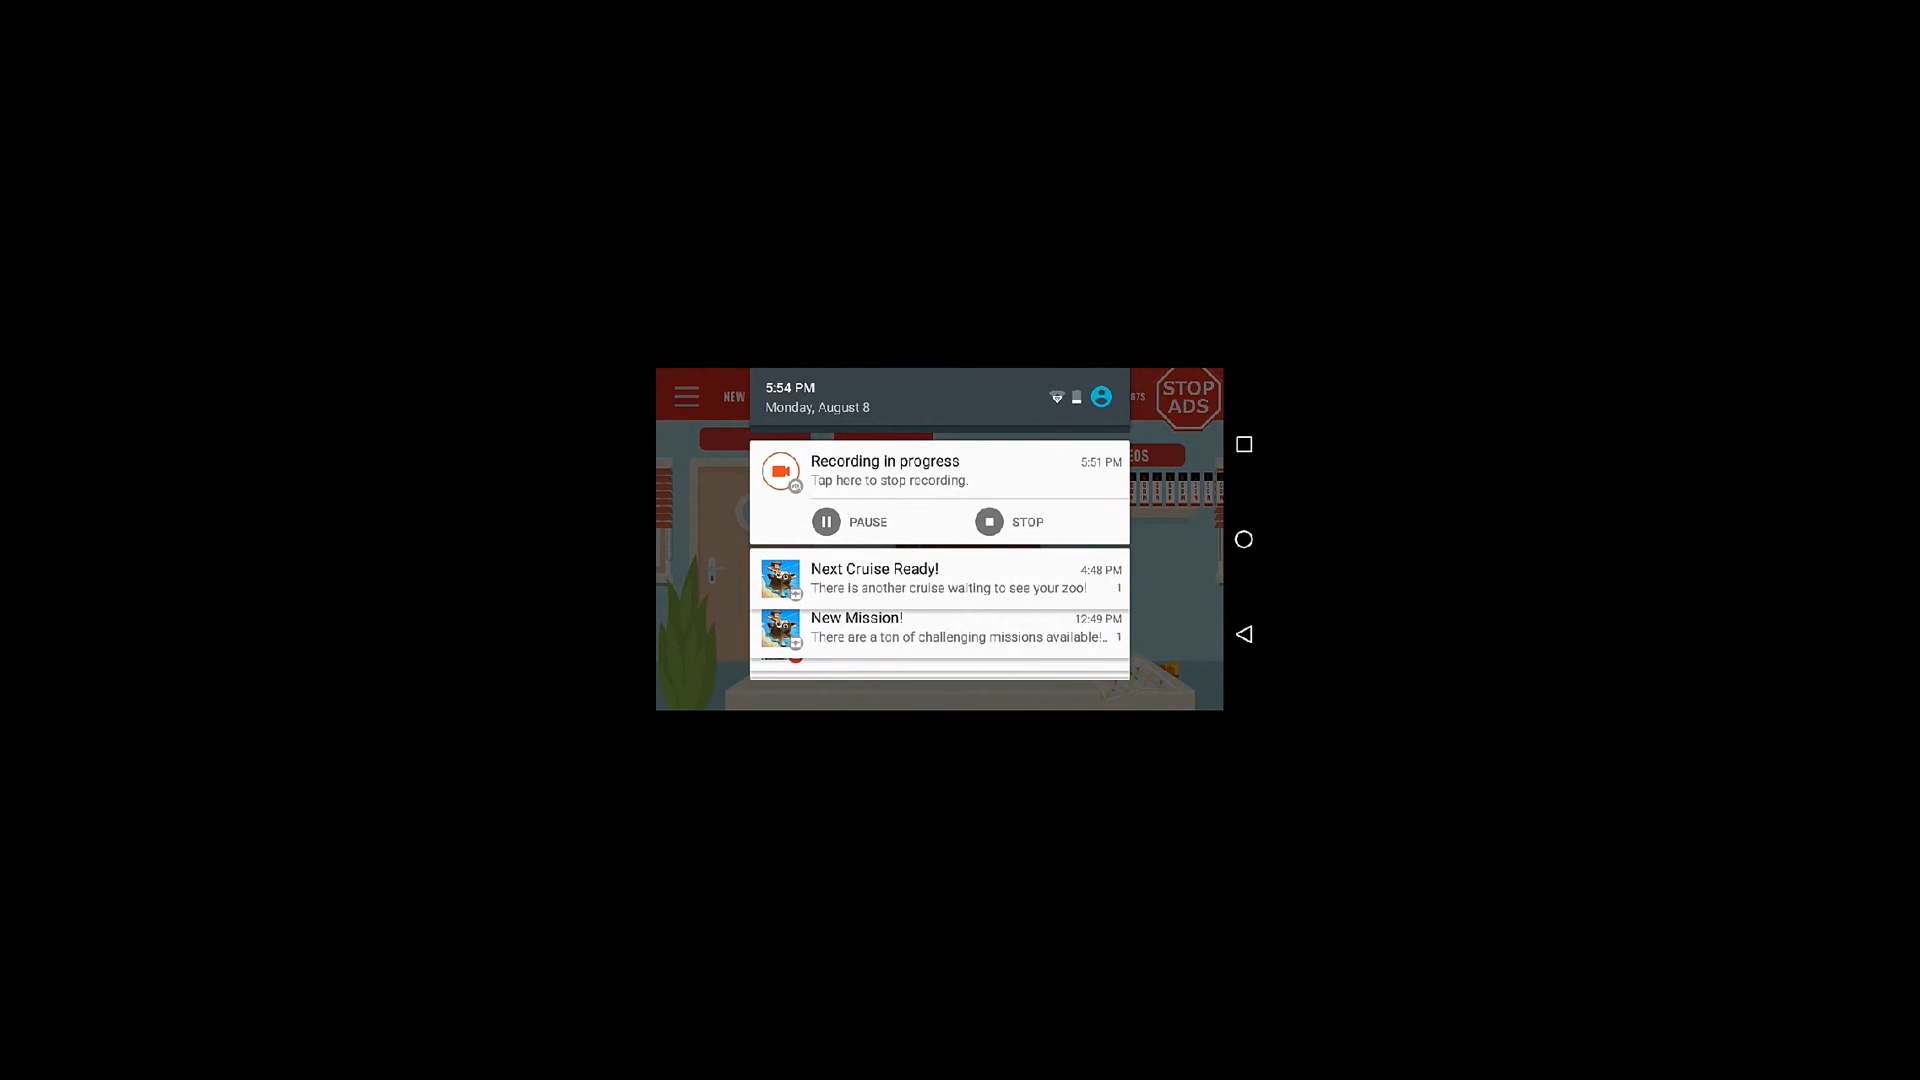 5:54 PM
Monday, August 8
NEW
STOP
ADS
Recording in progress
5:51 PM
Tap here to stop recording.
PAUSE
STOP
Next Cruise Ready!
4:48 PM
There is another cruise waiting to see your zoo!
1
New Mission!
12:49 PM
There are a ton of challenging missions available!..
1